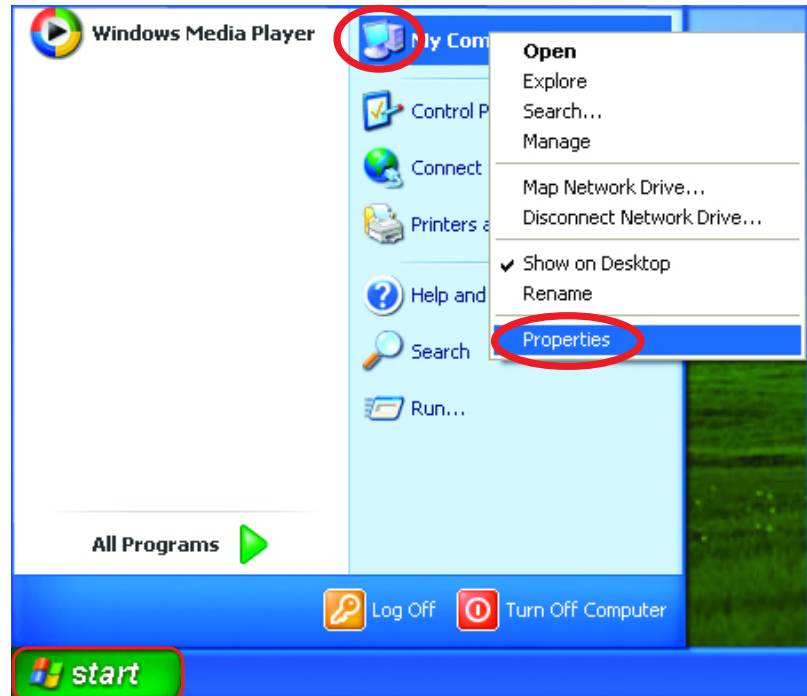 Windows Media Player
My Com
Open
Explore
Search...
Manage
Map Network Drive...
Disconnect Network Drive...
Show on Desktop
Rename
Properties
Control P
Connect
Printers a
Help and
Search
Run...
All Programs
Log Off
Turn Off Computer
start